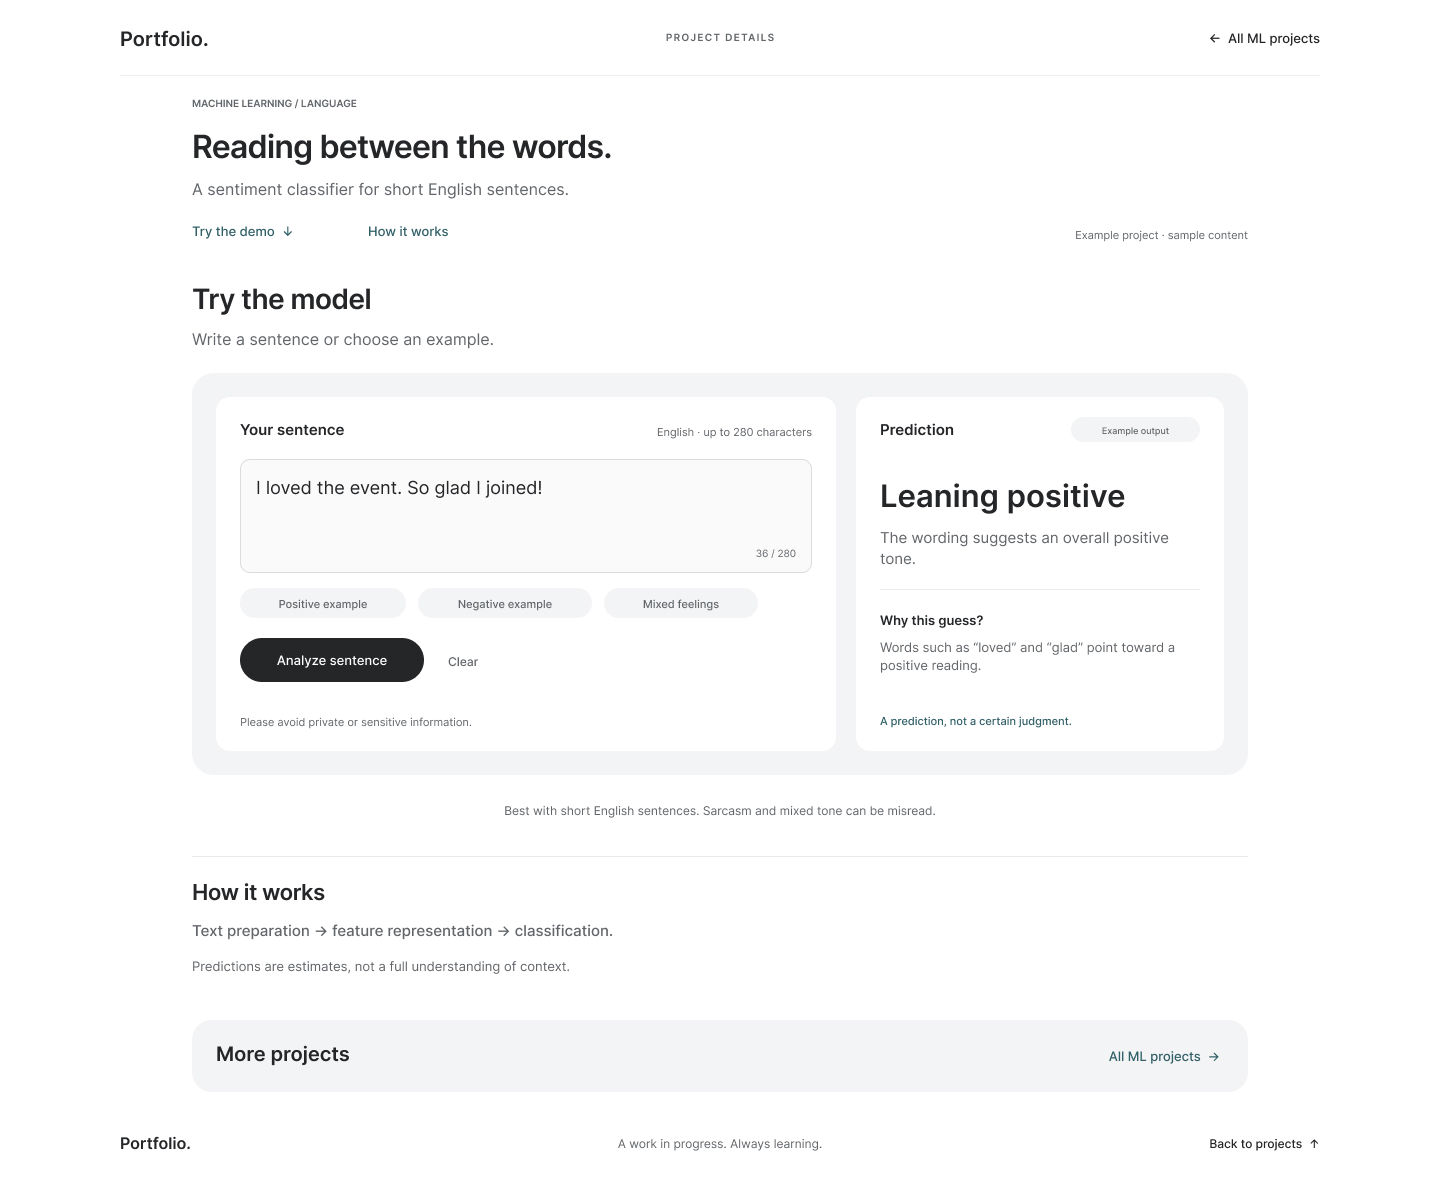 Portfolio.
PROJECT DETAILS
← All ML projects
MACHINE LEARNING / LANGUAGE
Reading between the words.
A sentiment classifier for short English sentences.
Try the demo ↓
How it works
Example project · sample content
Try the model
Write a sentence or choose an example.
Your sentence
English · up to 280 characters
I loved the event. So glad I joined!
36 / 280
Positive example
Negative example
Mixed feelings
Analyze sentence
Clear
Please avoid private or sensitive information.
Prediction
Example output
Leaning positive
The wording suggests an overall positive
tone.
Why this guess?
Words such as “loved” and “glad” point toward a
positive reading.
A prediction, not a certain judgment.
Best with short English sentences. Sarcasm and mixed tone can be misread.
How it works
Text preparation → feature representation → classification.
Predictions are estimates, not a full understanding of context.
More projects
All ML projects →
Portfolio.
A work in progress. Always learning.
Back to projects ↑